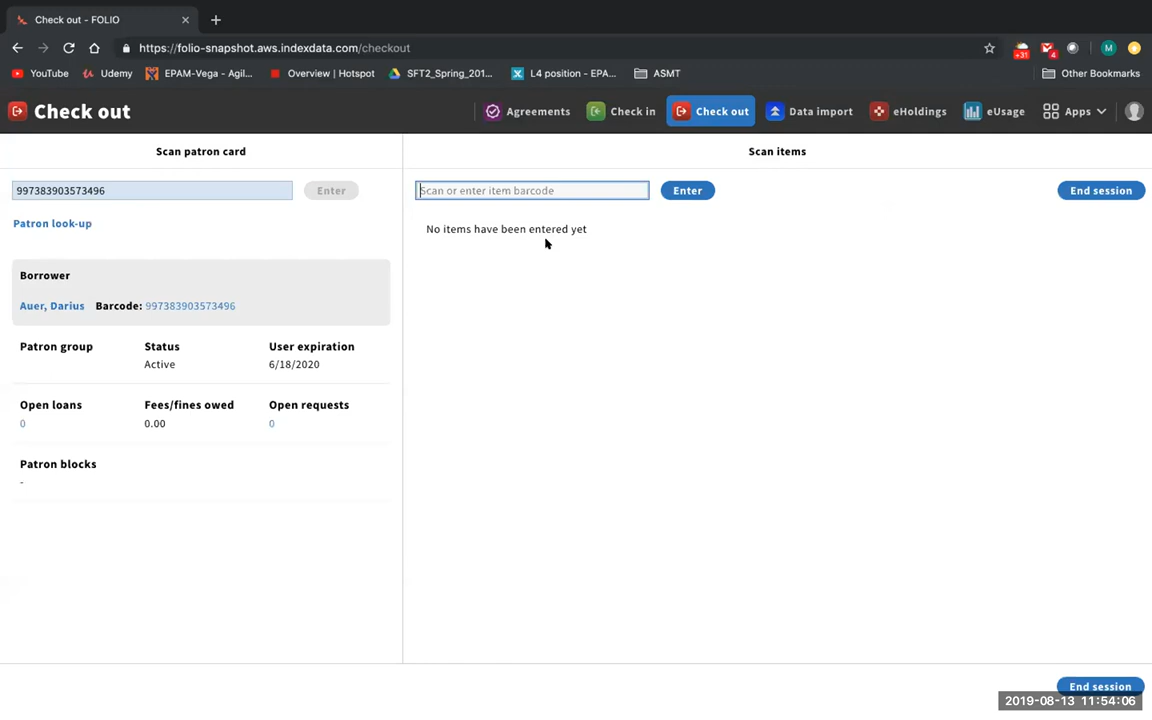 Check out - FOLIO
https://folio-snapshot.aws.indexdata.com/checkout
+31
4
M
YouTube
Udemy
EPAM-Vega - Agil...
Overview | Hotspot
SFT2_Spring_201...
L4 position - EPA...
ASMT
Other Bookmarks
Check out
Agreements
Check in
Check out
Data import
eHoldings
eUsage
Apps
Scan patron card
Scan items
997383903573496
Enter
Scan or enter item barcode
Enter
End session
Patron look-up
No items have been entered yet
Borrower
Auer, Darius Barcode: 997383903573496
Patron group
Status
User expiration
Active
6/18/2020
Open loans
Fees/fines owed
Open requests
0
0.00
0
Patron blocks
-
End session
2019-08-13 11:54:06